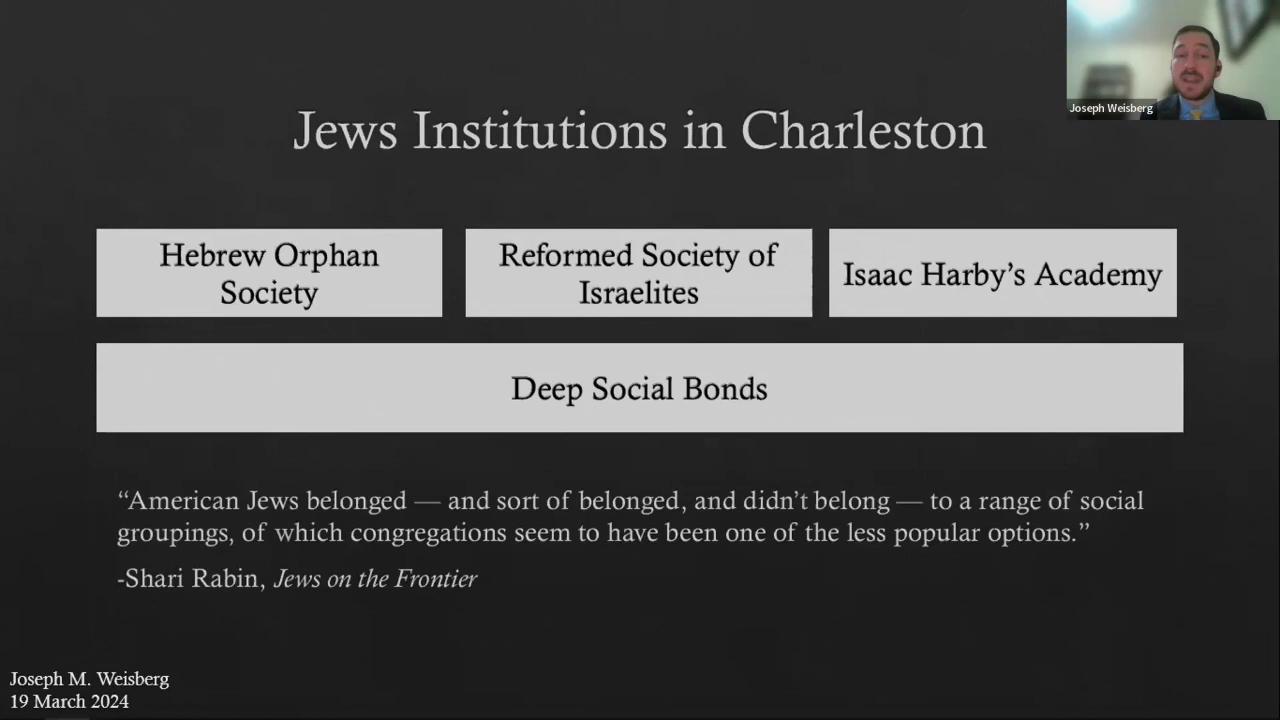 Joseph Weisberg
Jews Institutions in Charleston
Hebrew Orphan
Society
Reformed Society of
Israelites
Isaac Harby’s Academy
Deep Social Bonds
“American Jews belonged — and sort of belonged, and didn’t belong — to a range of social
groupings, of which congregations seem to have been one of the less popular options.”
-Shari Rabin, Jews on the Frontier
Joseph M. Weisberg
19 March 2024